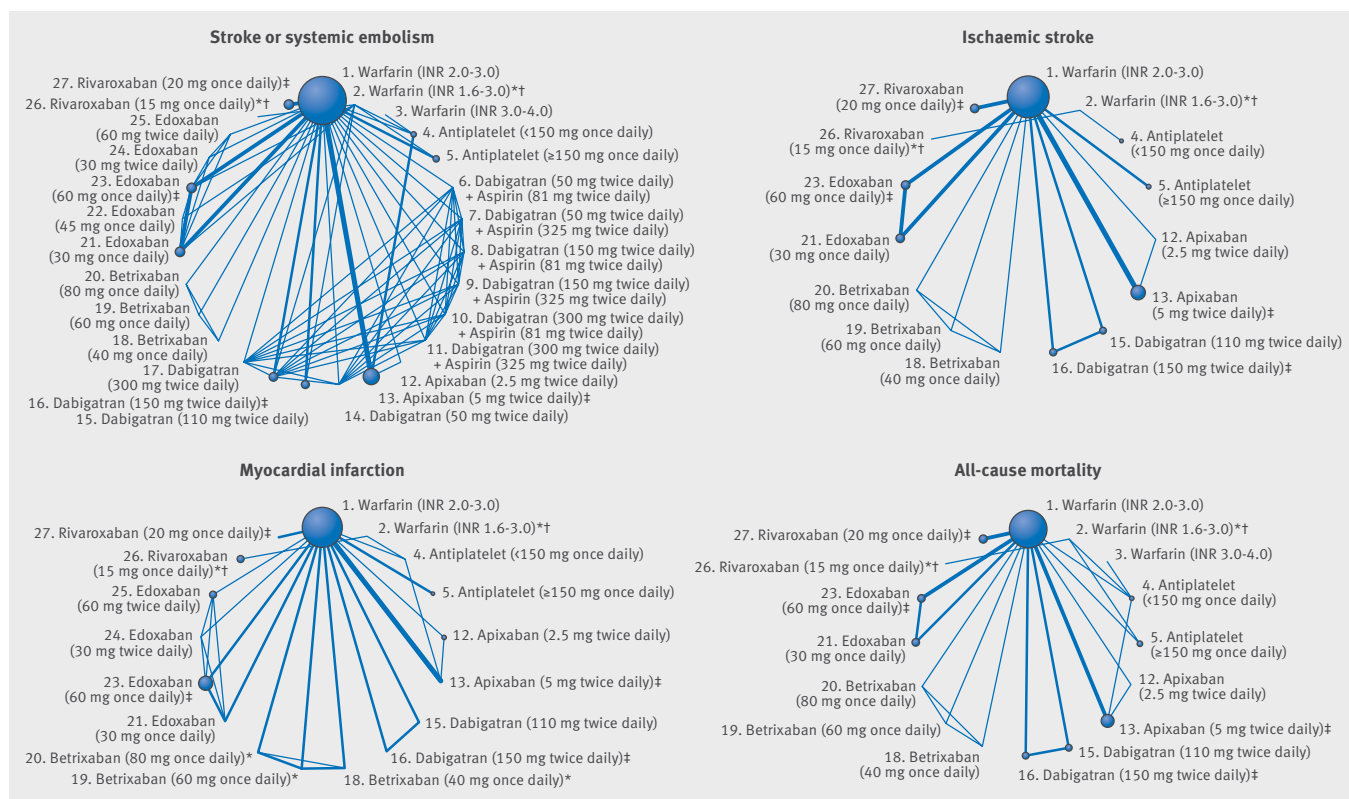 Stroke or systemic embolism
1. Warfarin (INR 2.0-3.0)
2. Warfarin (INR 1.6-3.0)*†
3. Warfarin (INR 3.0-4.0)
4. Antiplatelet (<150 mg once daily)
5. Antiplatelet (≥150 mg once daily)
6. Dabigatran (50 mg twice daily)
+ Aspirin (81 mg twice daily)
7. Dabigatran (50 mg twice daily)
+ Aspirin (325 mg twice daily)
8. Dabigatran (150 mg twice daily)
+ Aspirin (81 mg twice daily)
9. Dabigatran (150 mg twice daily)
+ Aspirin (325 mg twice daily)
10. Dabigatran (300 mg twice daily)
+ Aspirin (81 mg twice daily)
11. Dabigatran (300 mg twice daily)
+ Aspirin (325 mg twice daily)
12. Apixaban (2.5 mg twice daily)
13. Apixaban (5 mg twice daily)‡
14. Dabigatran (50 mg twice daily)
15. Dabigatran (110 mg twice daily)
16. Dabigatran (150 mg twice daily)‡
17. Dabigatran
(300 mg twice daily)
18. Betrixaban
(40 mg once daily)
19. Betrixaban
(60 mg once daily)
20. Betrixaban
(80 mg once daily)
21. Edoxaban
(30 mg once daily)
22. Edoxaban
(45 mg once daily)
23. Edoxaban
(60 mg once daily)‡
24. Edoxaban
(30 mg twice daily)
25. Edoxaban
(60 mg twice daily)
26. Rivaroxaban (15 mg once daily)*†
27. Rivaroxaban (20 mg once daily)‡
Ischaemic stroke
1. Warfarin (INR 2.0-3.0)
2. Warfarin (INR 1.6-3.0)*†
4. Antiplatelet
(<150 mg once daily)
5. Antiplatelet
(≥150 mg once daily)
12. Apixaban
(2.5 mg twice daily)
13. Apixaban
(5 mg twice daily)‡
15. Dabigatran (110 mg twice daily)
16. Dabigatran (150 mg twice daily)‡
18. Betrixaban
(40 mg once daily)
19. Betrixaban
(60 mg once daily)
20. Betrixaban
(80 mg once daily)
21. Edoxaban
(30 mg once daily)
23. Edoxaban
(60 mg once daily)‡
26. Rivaroxaban
(15 mg once daily)*†
27. Rivaroxaban
(20 mg once daily)‡
Myocardial infarction
1. Warfarin (INR 2.0-3.0)
2. Warfarin (INR 1.6-3.0)*†
4. Antiplatelet (<150 mg once daily)
5. Antiplatelet (≥150 mg once daily)
12. Apixaban (2.5 mg twice daily)
13. Apixaban (5 mg twice daily)‡
15. Dabigatran (110 mg twice daily)
16. Dabigatran (150 mg twice daily)‡
18. Betrixaban (40 mg once daily)*
19. Betrixaban (60 mg once daily)*
20. Betrixaban (80 mg once daily)*
21. Edoxaban
(30 mg once daily)
23. Edoxaban
(60 mg once daily)‡
24. Edoxaban
(30 mg twice daily)
25. Edoxaban
(60 mg twice daily)
26. Rivaroxaban
(15 mg once daily)*†
27. Rivaroxaban (20 mg once daily)‡
All-cause mortality
1. Warfarin (INR 2.0-3.0)
2. Warfarin (INR 1.6-3.0)*†
3. Warfarin (INR 3.0-4.0)
4. Antiplatelet
(<150 mg once daily)
5. Antiplatelet
(≥150 mg once daily)
12. Apixaban
(2.5 mg twice daily)
13. Apixaban (5 mg twice daily)‡
15. Dabigatran (110 mg twice daily)
16. Dabigatran (150 mg twice daily)‡
18. Betrixaban
(40 mg once daily)
19. Betrixaban (60 mg once daily)
20. Betrixaban
(80 mg once daily)
21. Edoxaban
(30 mg once daily)
23. Edoxaban
(60 mg once daily)‡
26. Rivaroxaban (15 mg once daily)*†
27. Rivaroxaban (20 mg once daily)‡